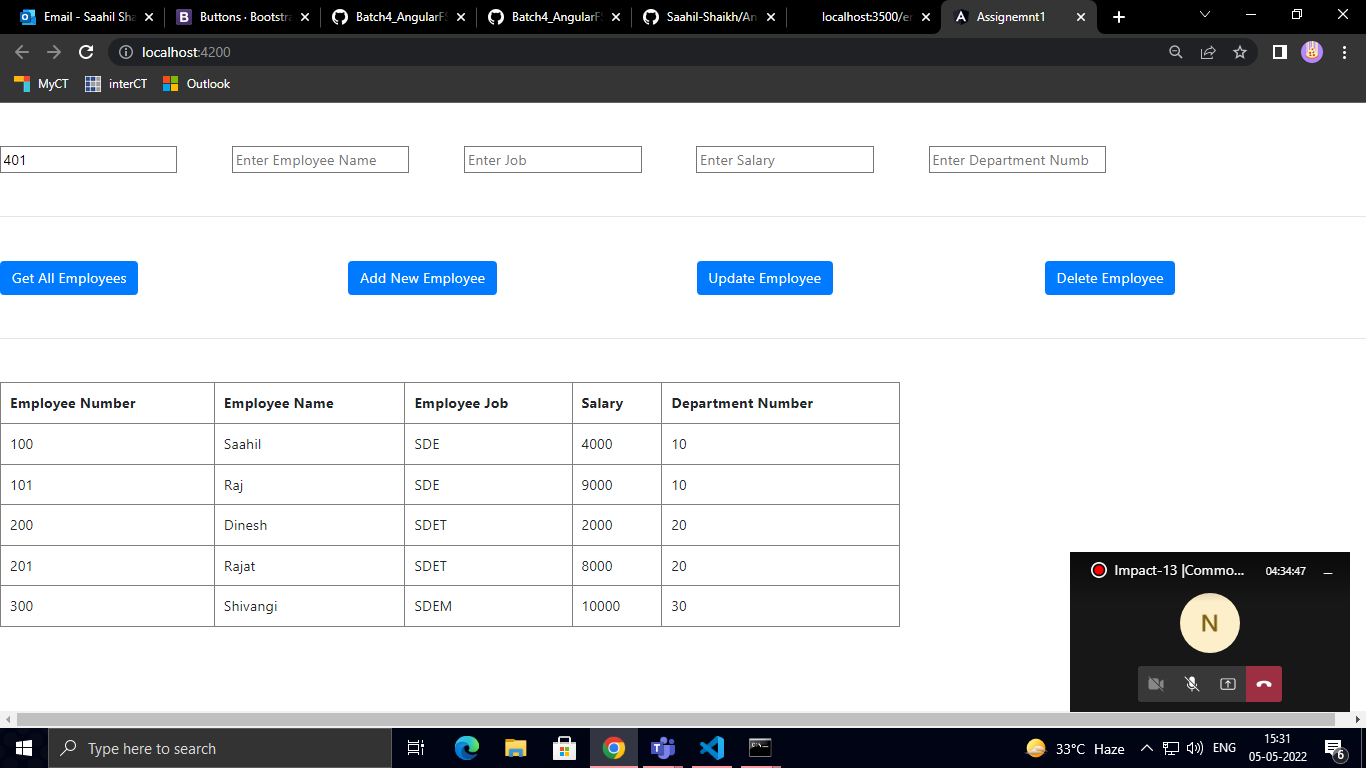 Email - Saahil Sha
Buttons · Bootstra
Batch4_AngularFS
Batch4_AngularFS
Saahil-Shaikh/An
localhost:3500/em
Assignemnt1
localhost:4200
MyCT
interCT
Outlook
401
Enter Employee Name
Enter Job
Enter Salary
Enter Department Numb
Get All Employees
Add New Employee
Update Employee
Delete Employee
Employee Number Employee Name Employee Job Salary Department Number
100 Saahil SDE 4000 10
101 Raj SDE 9000 10
200 Dinesh SDET 2000 20
201 Rajat SDET 8000 20
300 Shivangi SDEM 10000 30
Impact-13 |Commo... 04:34:47
N
Type here to search
33°C Haze
ENG
15:31
05-05-2022
6